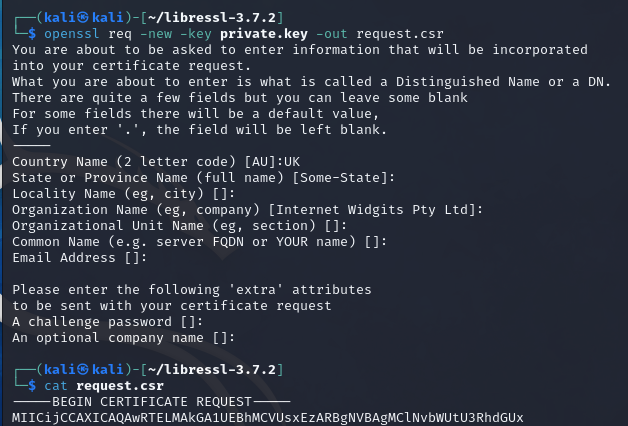 ┌──(kali㉿kali)-[~/libressl-3.7.2]
└─$ openssl req -new -key private.key -out request.csr
You are about to be asked to enter information that will be incorporated
into your certificate request.
What you are about to enter is what is called a Distinguished Name or a DN.
There are quite a few fields but you can leave some blank
For some fields there will be a default value,
If you enter '.', the field will be left blank.
-----
Country Name (2 letter code) [AU]:UK
State or Province Name (full name) [Some-State]:
Locality Name (eg, city) []:
Organization Name (eg, company) [Internet Widgits Pty Ltd]:
Organizational Unit Name (eg, section) []:
Common Name (e.g. server FQDN or YOUR name) []:
Email Address []:
Please enter the following 'extra' attributes
to be sent with your certificate request
A challenge password []:
An optional company name []:
┌──(kali㉿kali)-[~/libressl-3.7.2]
└─$ cat request.csr
-----BEGIN CERTIFICATE REQUEST-----
MIICijCCAXICAQAwRTELMAkGA1UEBhMCVUsxEzARBgNVBAgMClNvbWUtU3RhdGUx